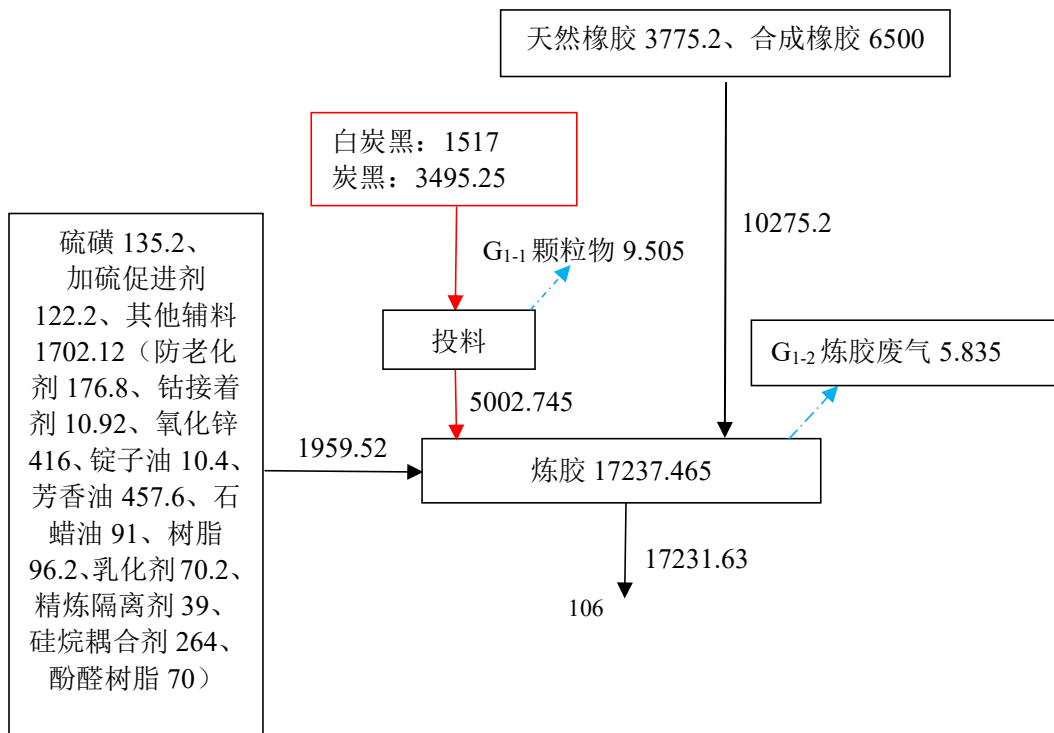 天然橡胶 3775.2、合成橡胶 6500
白炭黑：1517
炭黑：3495.25
10275.2
G1-1 颗粒物 9.505
硫磺 135.2、
加硫促进剂
122.2、其他辅料
1702.12（防老化
剂 176.8、钴接着
剂 10.92、氧化锌
416、锭子油 10.4、
芳香油 457.6、石
蜡油 91、树脂
96.2、乳化剂 70.2、
精炼隔离剂 39、
硅烷耦合剂 264、
酚醛树脂 70）
投料
G1-2 炼胶废气 5.835
5002.745
1959.52
炼胶 17237.465
17231.63
106